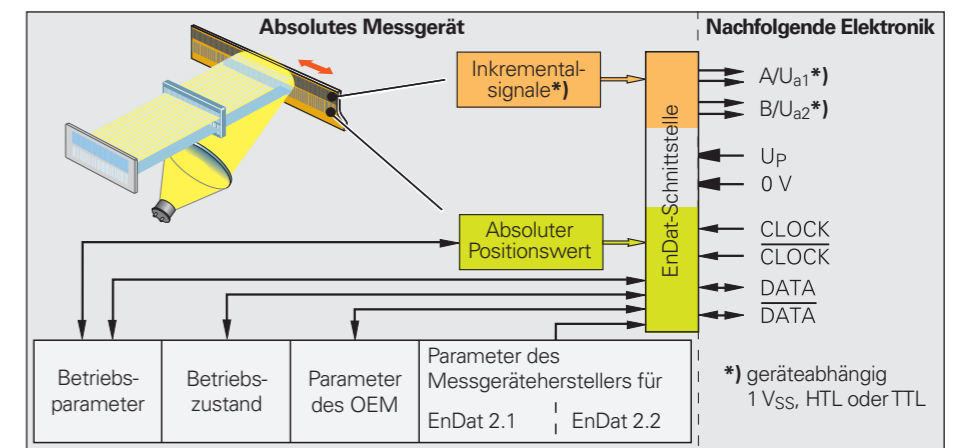 Absolutes Messgerät
Nachfolgende Elektronik
Inkremental-
signale*)
A/Ua1*)
B/Ua2*)
UP
0 V
EnDat-Schnittstelle
Absoluter
Positionswert
CLOCK
CLOCK
DATA
DATA
Betriebs-
parameter
Betriebs-
zustand
Parameter
des OEM
Parameter des
Messgeräteherstellers für
EnDat 2.1
EnDat 2.2
*) geräteabhängig
1 VSS, HTL oder TTL